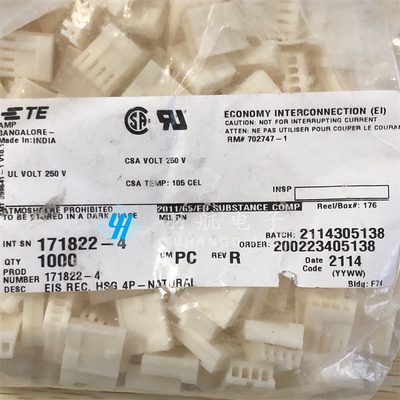 TE
AMP
BANGALORE-
Made in: INDIA
UL VOLT 250 V
CSA VOLT 250 V
CSA TEMP: 105 CEL
ECONOMY INTERCONNECTION (EI)
CAUTION: NOT FOR INTERRUPTING CURRENT
ATTEN: NE PAS UTILISER POUR COUPER LE COURAN
RM# 702747-1
INSP
ATMOSHELRE PROHIBITED
TO BE STORED IN A DARK
2011/65/EU SUBSTANCE COMP
MIL PN
Reel/Box#: 176
INT SN 171822-4
BATCH: 2114305138
ORDER: 200223405138
QTY 1000
UM PC
REV R
Date 2114
Code (YYWW)
PROD
NUMBER 171822-4
DESC EIS REC. HSG 4P-NATURAL
Bldg: F74